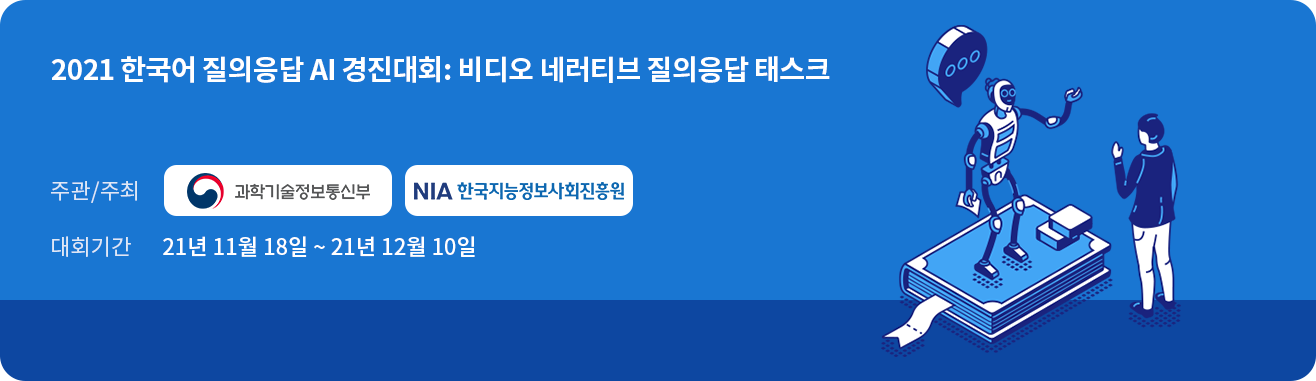 2021 한국어 질의응답 AI 경진대회: 비디오 네러티브 질의응답 태스크
주관/주최 과학기술정보통신부 NIA 한국지능정보사회진흥원
대회기간 21년 11월 18일 ~ 21년 12월 10일